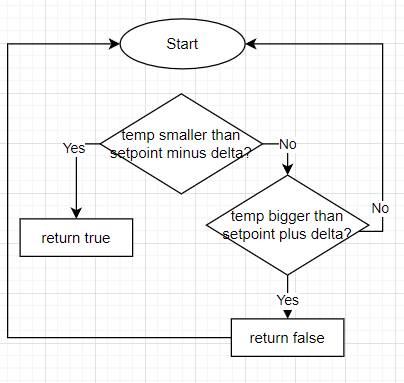 Start
temp smaller than
setpoint minus delta?
Yes
No
temp bigger than
setpoint plus delta?
No
return true
Yes
return false